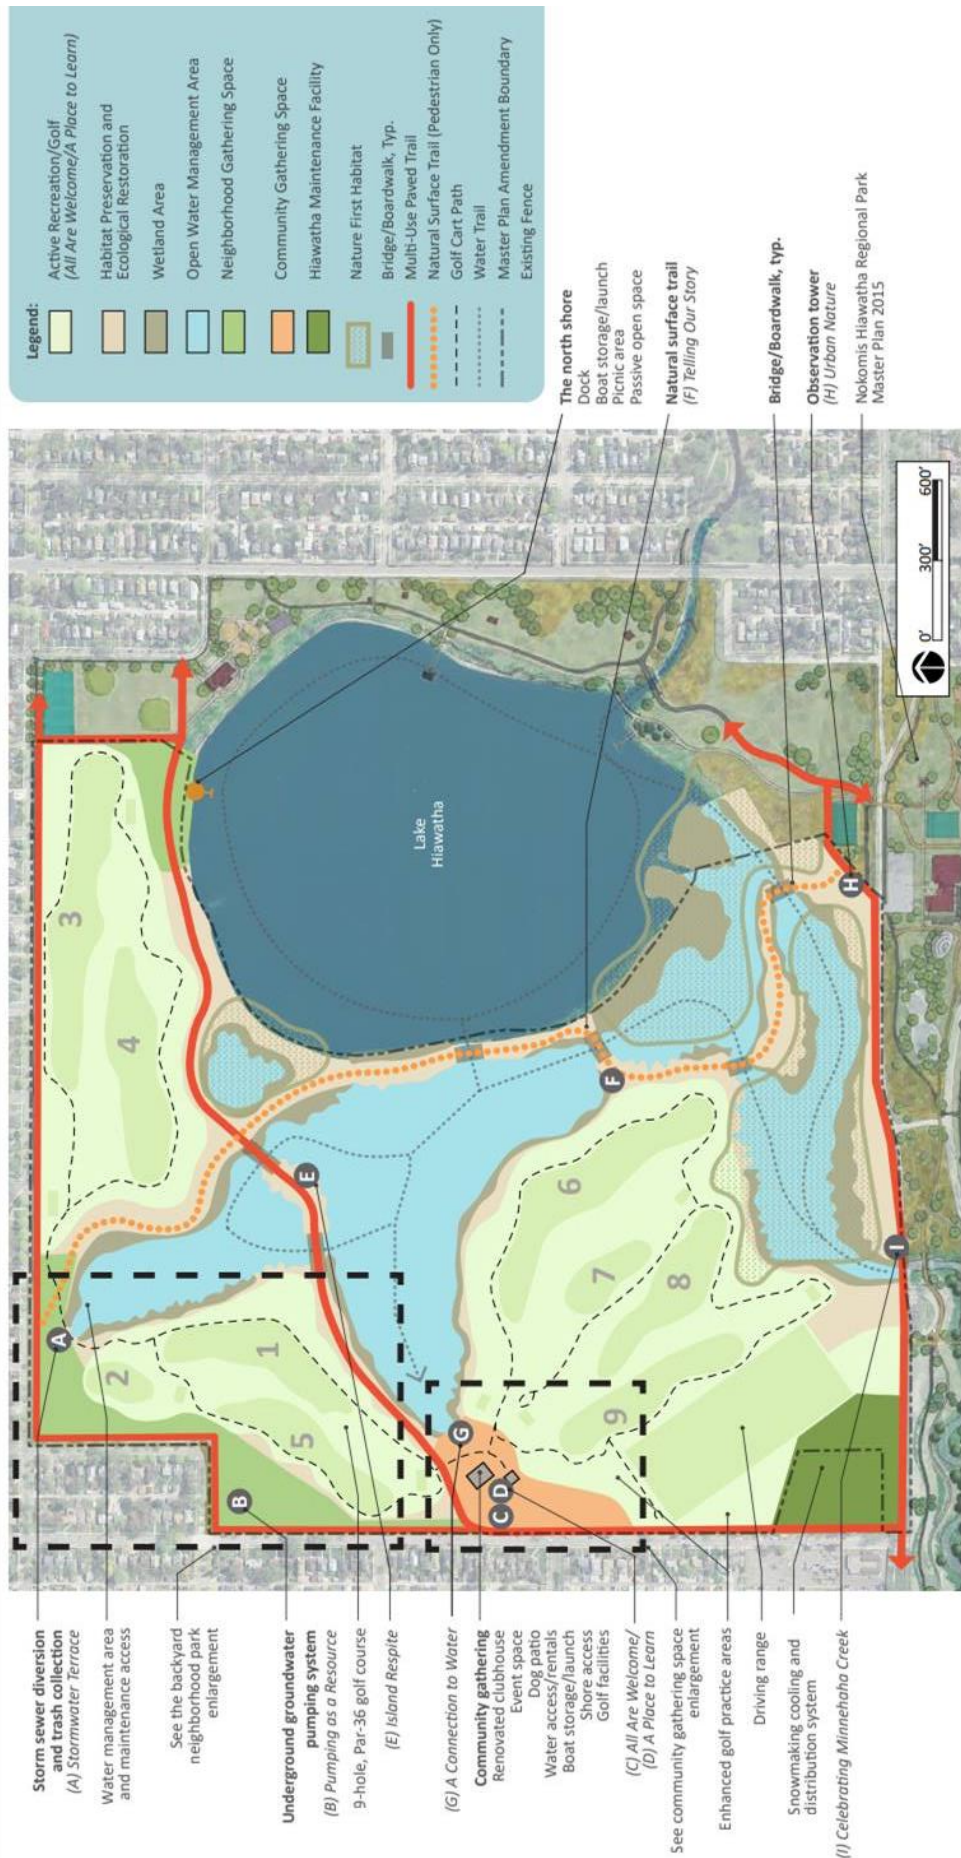 Legend:
Active Recreation/Golf
(All Are Welcome/A Place to Learn)
Habitat Preservation and
Ecological Restoration
Wetland Area
Open Water Management Area
Neighborhood Gathering Space
Community Gathering Space
Hiawatha Maintenance Facility
Nature First Habitat
Bridge/Boardwalk, Typ.
Multi-Use Paved Trail
Natural Surface Trail (Pedestrian Only)
Golf Cart Path
Water Trail
Master Plan Amendment Boundary
Existing Fence
Storm sewer diversion
and trash collection
(A) Stormwater Terrace
Water management area
and maintenance access
See the backyard
neighborhood park
enlargement
Underground groundwater
pumping system
(B) Pumping as a Resource
9-hole, Par-36 golf course
(E) Island Respite
(G) A Connection to Water
Community gathering
Renovated clubhouse
Event space
Dog patio
Water access/rentals
Boat storage/launch
Shore access
Golf facilities
(C) All Are Welcome/
(D) A Place to Learn
See community gathering space
enlargement
Enhanced golf practice areas
Driving range
Snowmaking cooling and
distribution system
(I) Celebrating Minnehaha Creek
A
B
C
D
E
F
G
H
I
1
2
3
4
5
6
7
8
9
Lake
Hiawatha
The north shore
Dock
Boat storage/launch
Picnic area
Passive open space
Natural surface trail
(F) Telling Our Story
Bridge/Boardwalk, typ.
Observation tower
(H) Urban Nature
Nokomis Hiawatha Regional Park
Master Plan 2015
0' 300' 600'